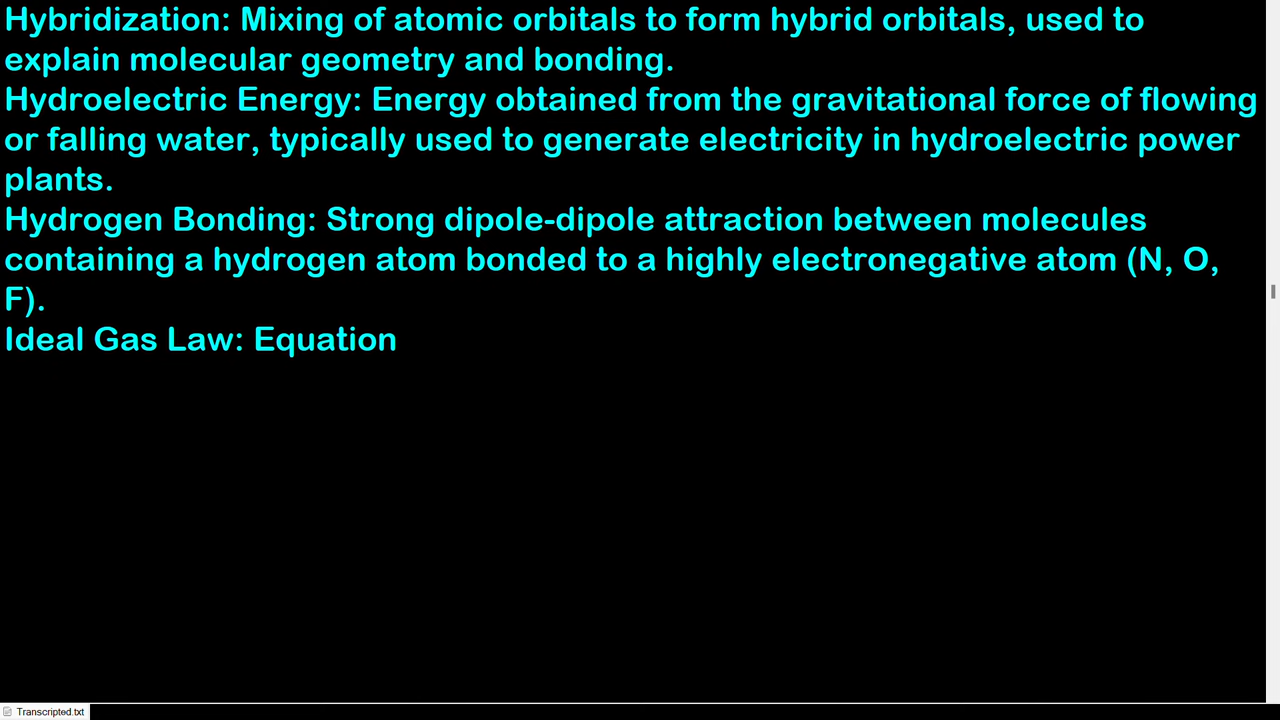 Hybridization: Mixing of atomic orbitals to form hybrid orbitals, used to
explain molecular geometry and bonding.
Hydroelectric Energy: Energy obtained from the gravitational force of flowing
or falling water, typically used to generate electricity in hydroelectric power
plants.
Hydrogen Bonding: Strong dipole-dipole attraction between molecules
containing a hydrogen atom bonded to a highly electronegative atom (N, O,
F).
Ideal Gas Law: Equation
Transcripted.txt